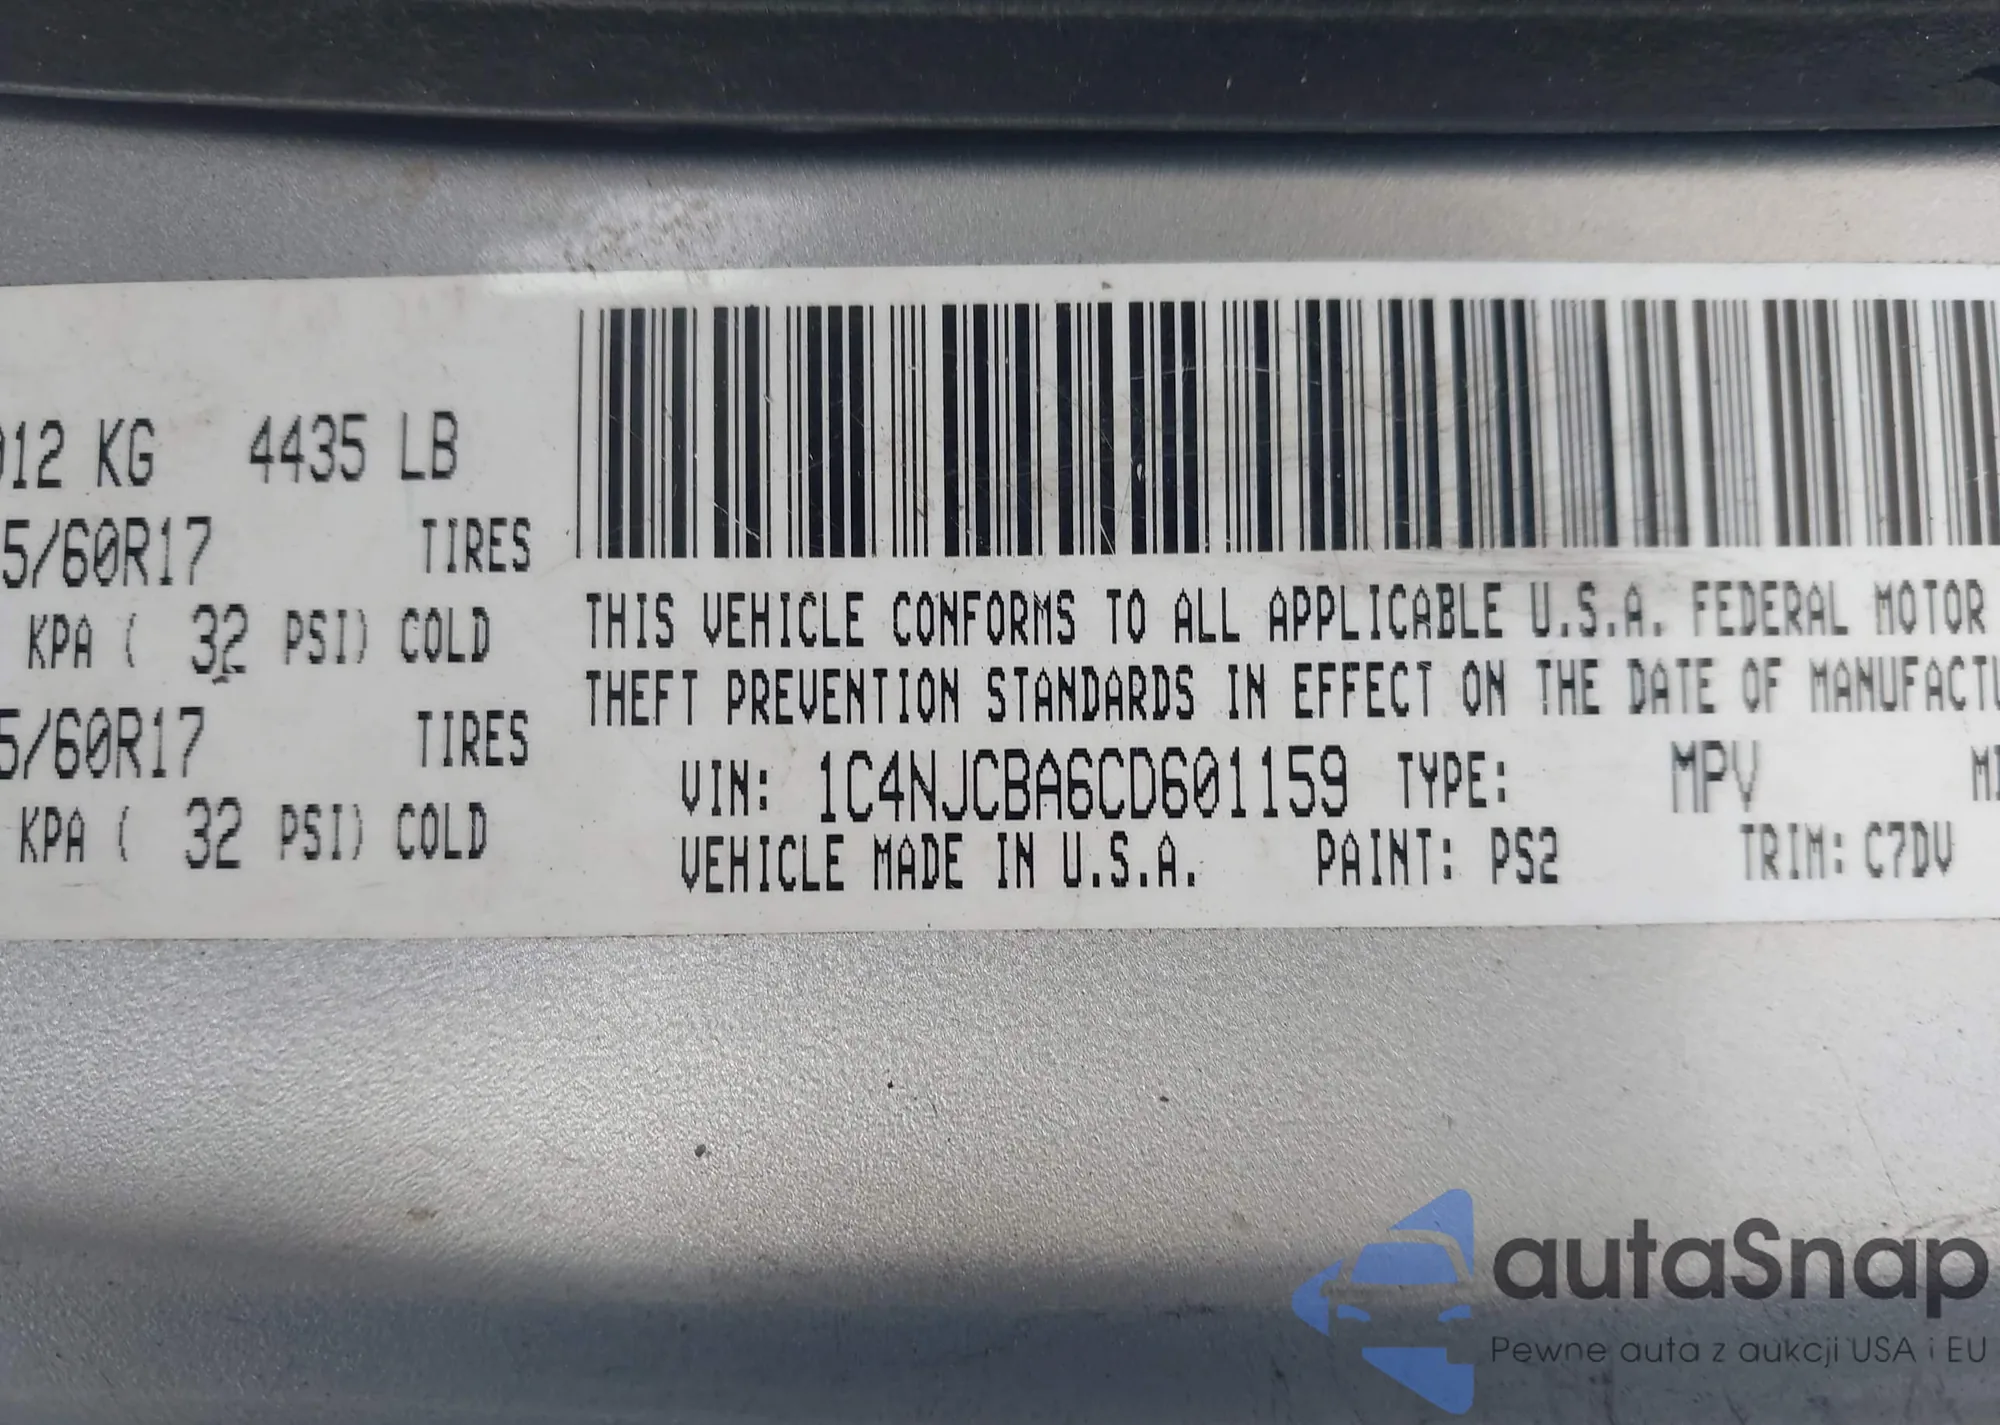 12 KG 4435 LB
5/60R17 TIRES
KPA ( 32 PSI) COLD
5/60R17 TIRES
KPA ( 32 PSI) COLD
THIS VEHICLE CONFORMS TO ALL APPLICABLE U.S.A. FEDERAL MOTOR
THEFT PREVENTION STANDARDS IN EFFECT ON THE DATE OF MANUFACTU
VIN: 1C4NJCBA6CD601159 TYPE: MPV
VEHICLE MADE IN U.S.A. PAINT: PS2 TRIM: C7DV
autaSnap
Pewne auta z aukcji USA i EU